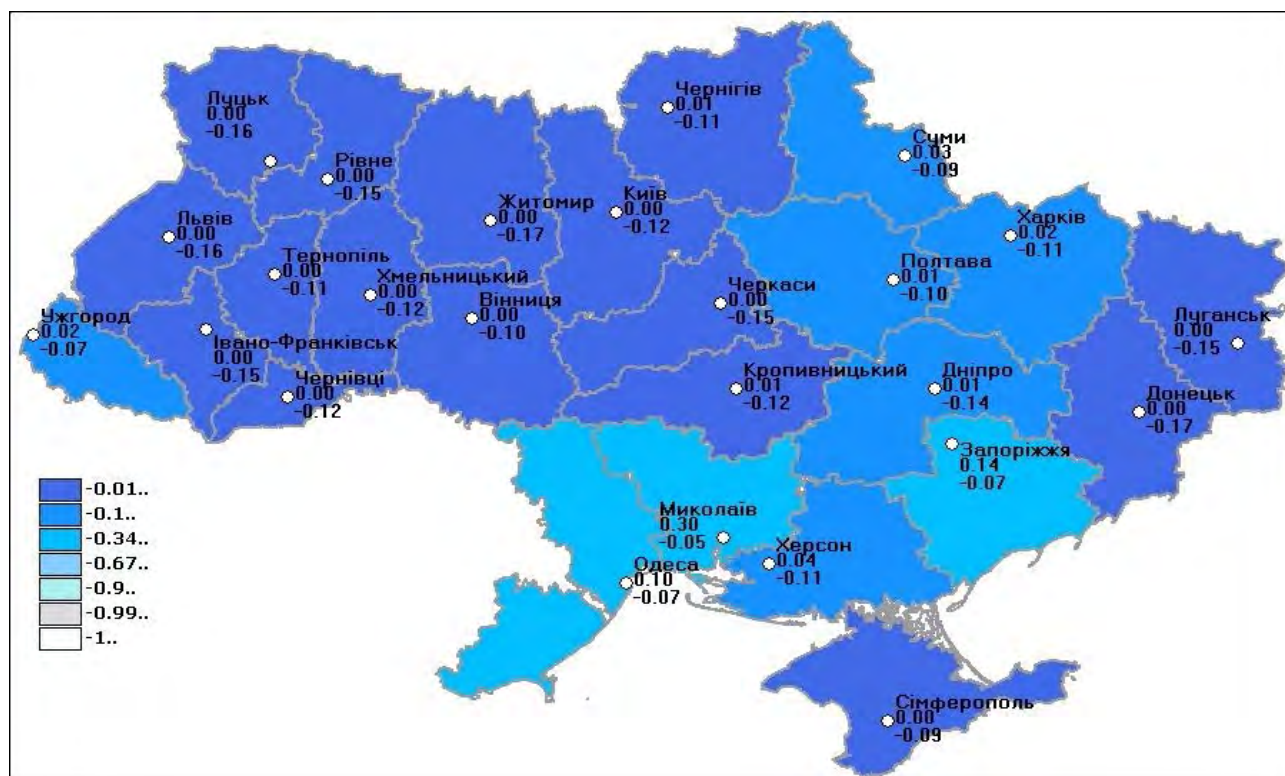 Луцьк
0.00
-0.16
Рівне
0.00
-0.15
Львів
0.00
-0.16
Тернопіль
0.00
-0.11
Хмельницький
0.00
-0.12
Житомир
0.00
-0.17
Київ
0.00
-0.12
Чернігів
0.01
-0.11
Суми
0.03
-0.09
Харків
0.02
-0.11
Полтава
0.01
-0.10
Черкаси
0.00
-0.15
Вінниця
0.00
-0.10
Ужгород
0.02
-0.07
Івано-Франківськ
0.00
-0.15
Чернівці
0.00
-0.12
Кропивницький
0.01
-0.12
Дніпро
0.01
-0.14
Луганськ
0.00
-0.15
Донецьк
0.00
-0.17
Запоріжжя
0.14
-0.07
Миколаїв
0.30
-0.05
Херсон
0.04
-0.11
Одеса
0.10
-0.07
Сімферополь
0.00
-0.09
-0.01..
-0.1..
-0.34..
-0.67..
-0.9..
-0.99..
-1..